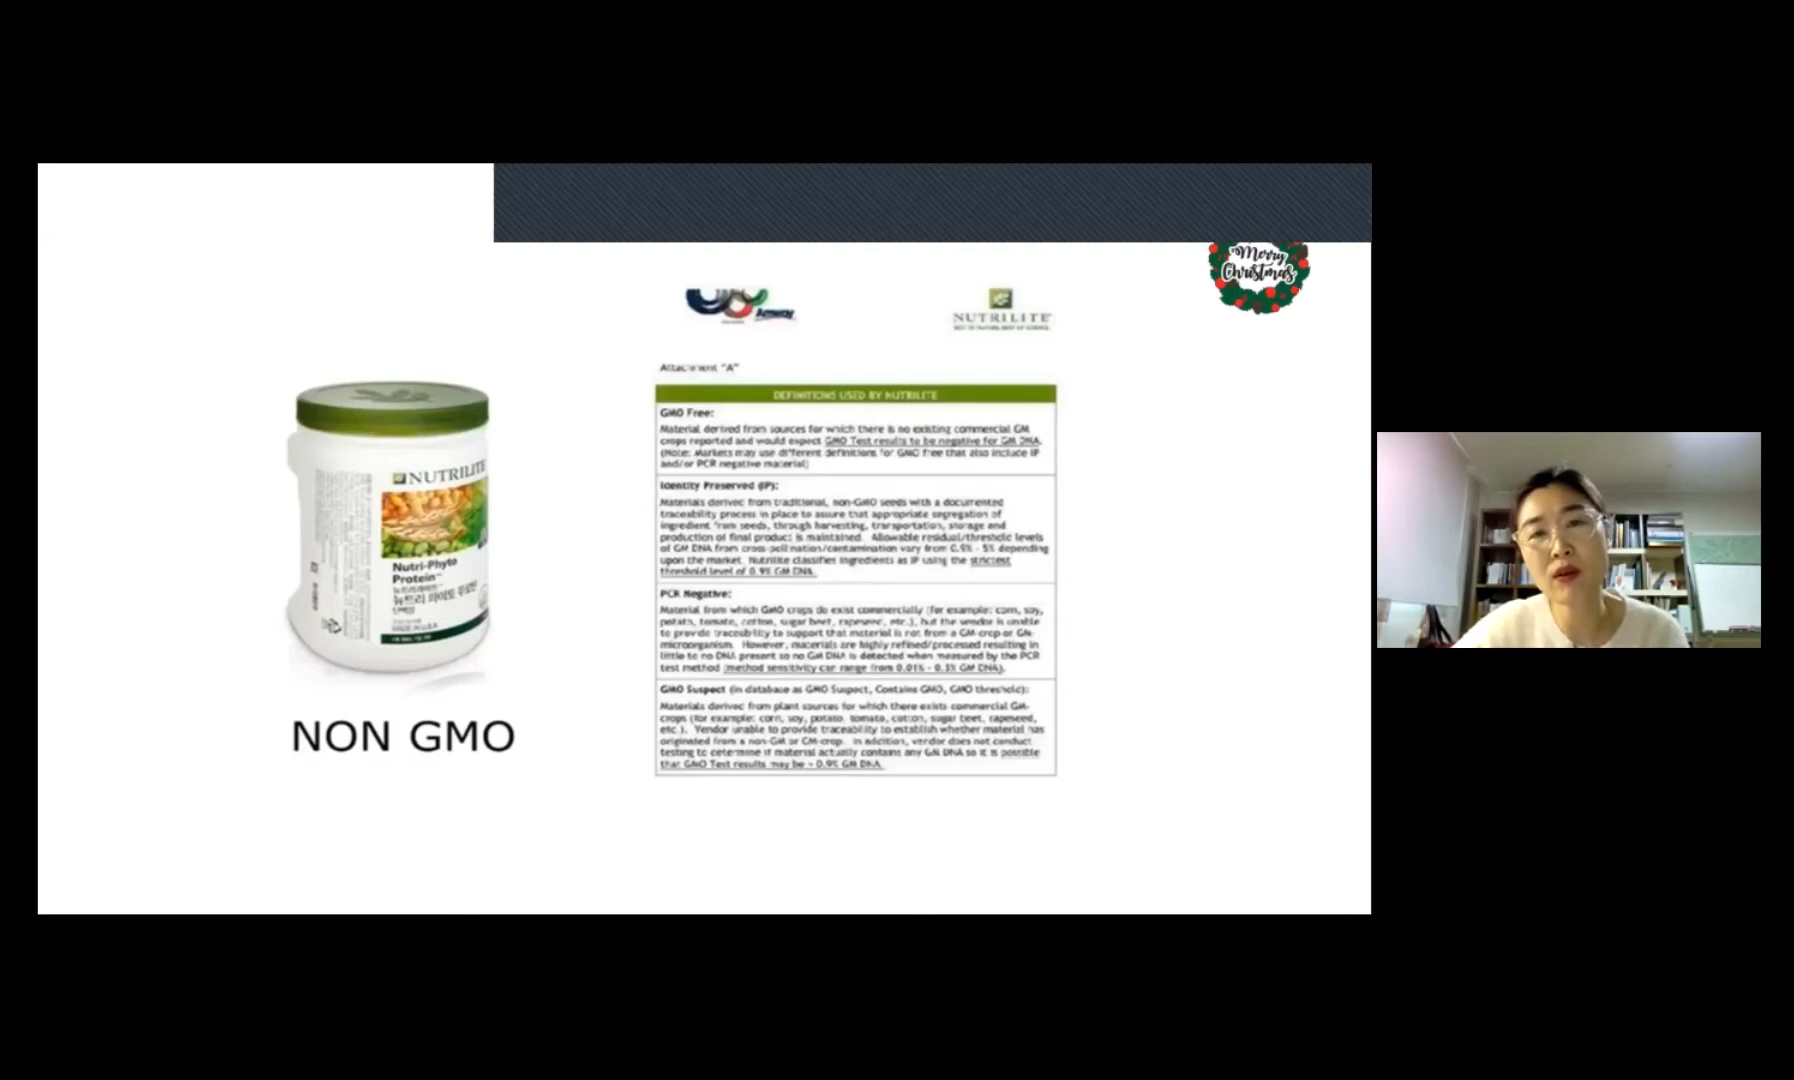 Merry
Christmas
Amway
NUTRILITE
Attachment "A"
DEFINITIONS USED BY NUTRILITE
GMO Free:
Material derived from sources for which there is no existing commercial GM
crops reported and would expect GMO Test results to be negative for GM DNA.
(Note: Markets may use different definitions for GMO free that also include IP
and/or PCR negative material)
Identity Preserved (IP):
Materials derived from traditional, non-GMO seeds with a documented
traceability process in place to assure that appropriate segregation of
ingredient from seeds, through harvesting, transportation, storage and
production of final product is maintained. Allowable residual/threshold levels
of GM DNA from cross-pollination/contamination vary from 0.9% - 5% depending
upon the market. Nutrilite classifies ingredients as IP using the strictest
threshold level of 0.9% GM DNA.
PCR Negative:
Material from which GMO crops do exist commercially (for example: corn, soy,
potato, tomato, cotton, sugar beet, rapeseed, etc.), but the vendor is unable
to provide traceability to support that material is not from a GM-crop or GM-
microorganism. However, materials are highly refined/processed resulting in
little to no DNA present so no GM DNA is detected when measured by the PCR
test method (method sensitivity can range from 0.01% - 0.1% GM DNA).
GMO Suspect (in database as GMO Suspect, Contains GMO, GMO threshold):
Materials derived from plant sources for which there exists commercial GM-
crops (for example: corn, soy, potato, tomato, cotton, sugar beet, rapeseed,
etc.). Vendor unable to provide traceability to establish whether material has
originated from a non-GM or GM-crop. In addition, vendor does not conduct
testing to determine if material actually contains any GM DNA so it is possible
that GMO Test results may be > 0.9% GM DNA.
NUTRILITE
Nutri-Phyto
Protein™
뉴트리 파이토 프로틴
MADE IN U.S.A
NON GMO